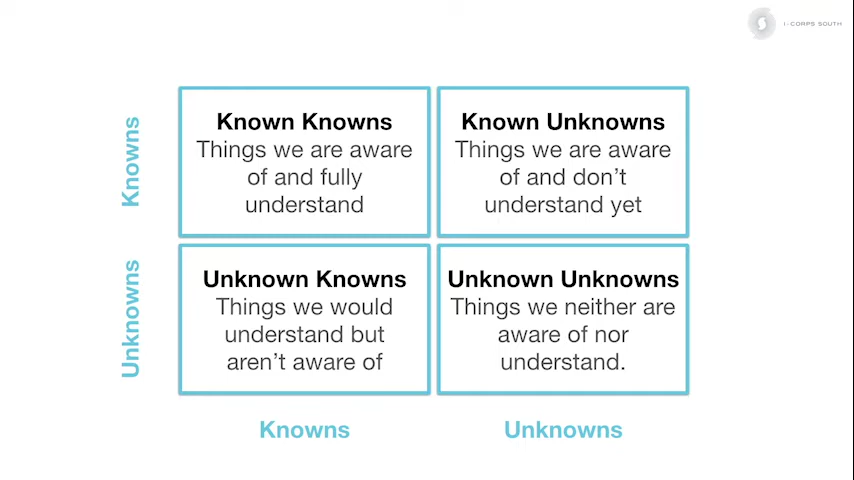 I-CORPS SOUTH
Knowns
Known Knowns
Things we are aware
of and fully
understand
Known Unknowns
Things we are aware
of and don't
understand yet
Unknowns
Unknown Knowns
Things we would
understand but
aren't aware of
Unknown Unknowns
Things we neither are
aware of nor
understand.
Knowns
Unknowns